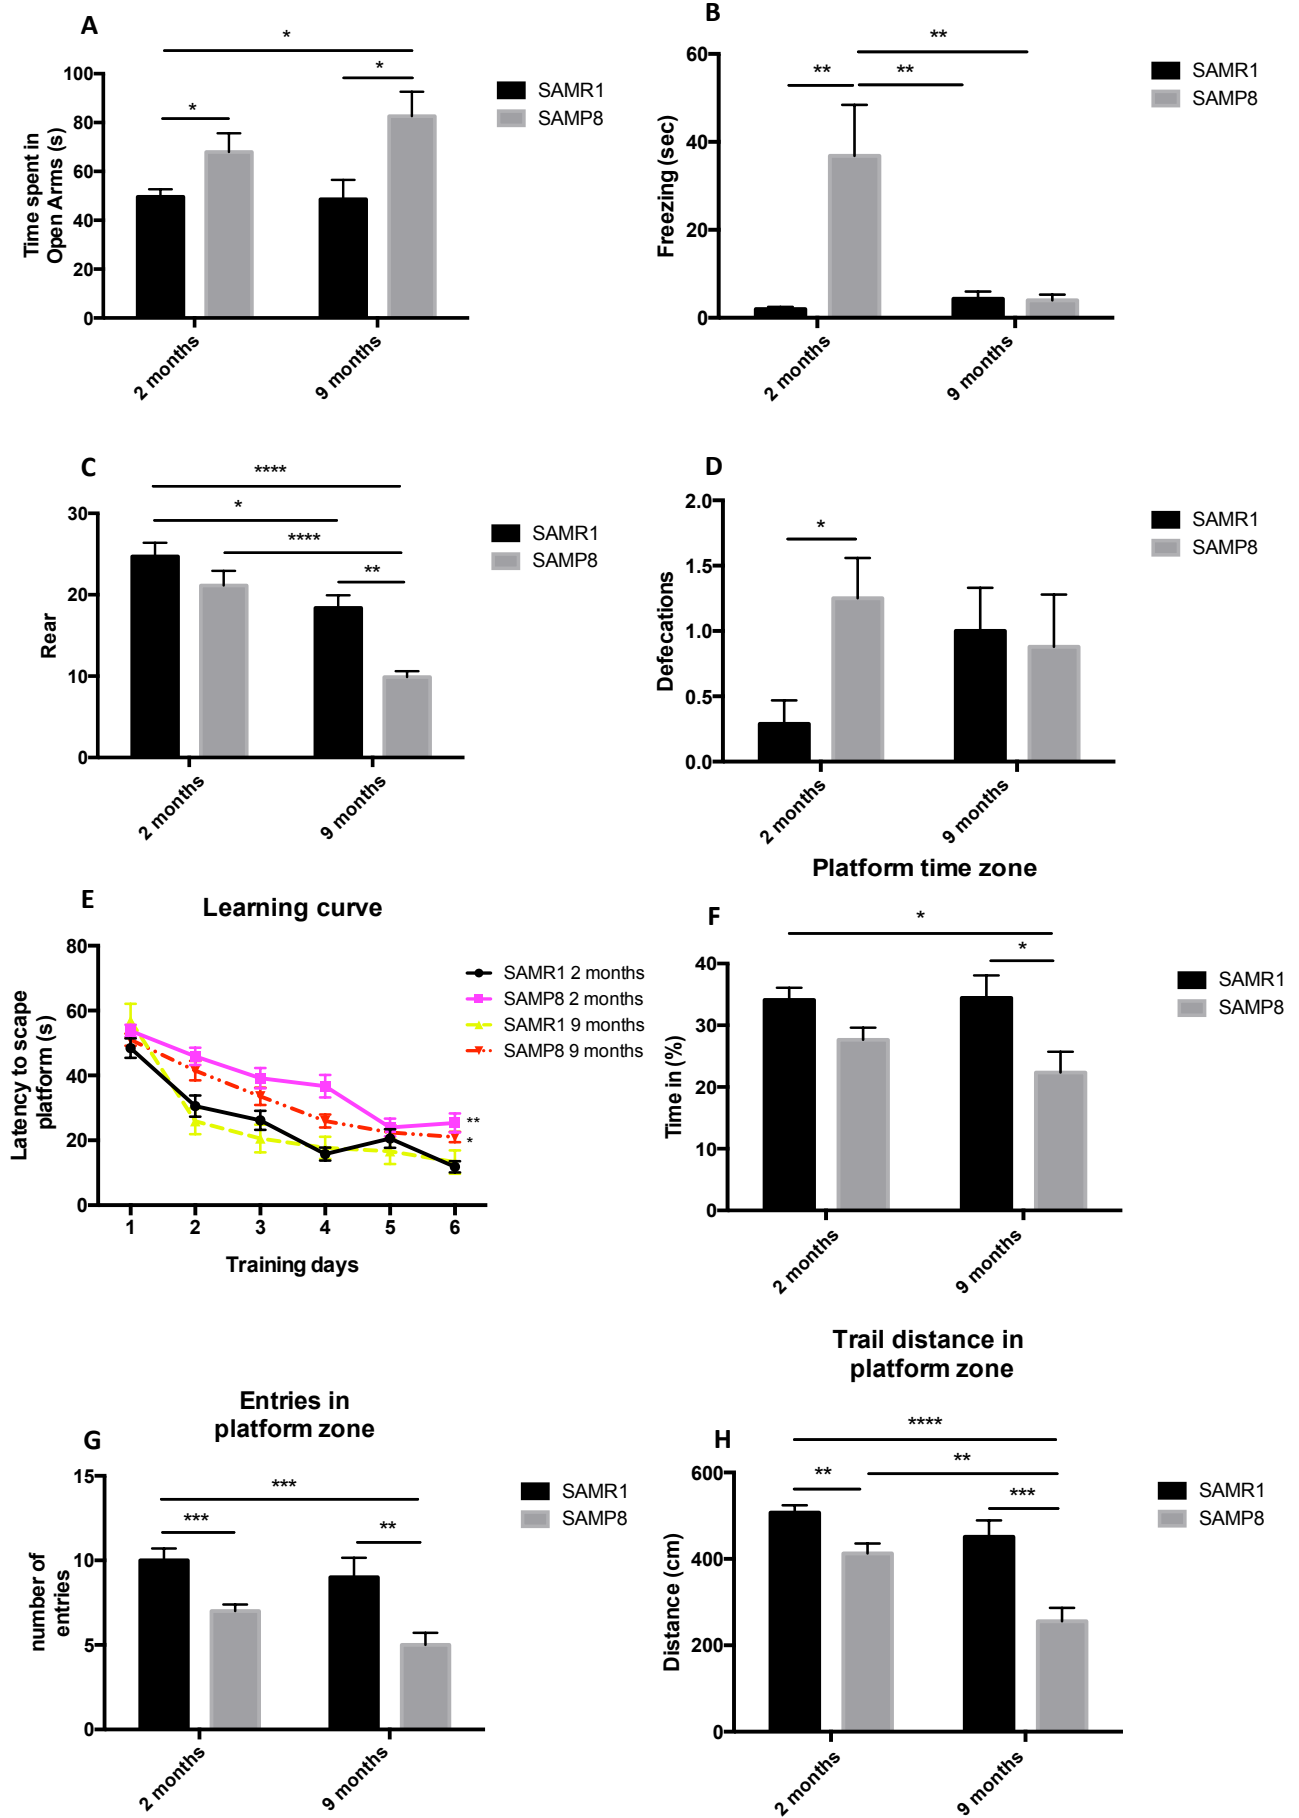 A
*
*
*
100
80
60
40
20
0
Time spent in
Open Arms (s)
2 months
9 months
SAMR1
SAMP8
B
**
**
**
60
40
20
0
Freezing (sec)
2 months
9 months
SAMR1
SAMP8
C
****
*
****
**
30
20
10
0
Rear
2 months
9 months
SAMR1
SAMP8
D
*
2.0
1.5
1.0
0.5
0.0
Defecations
2 months
9 months
SAMR1
SAMP8
E
Learning curve
80
60
40
20
0
Latency to scape
platform (s)
1 2 3 4 5 6
Training days
SAMR1 2 months
SAMP8 2 months
SAMR1 9 months
SAMP8 9 months
**
*
Platform time zone
F
*
*
40
30
20
10
0
Time in (%)
2 months
9 months
SAMR1
SAMP8
Entries in
platform zone
G
***
***
**
15
10
5
0
number of
entries
2 months
9 months
SAMR1
SAMP8
Trail distance in
platform zone
H
****
**
**
***
600
400
200
0
Distance (cm)
2 months
9 months
SAMR1
SAMP8